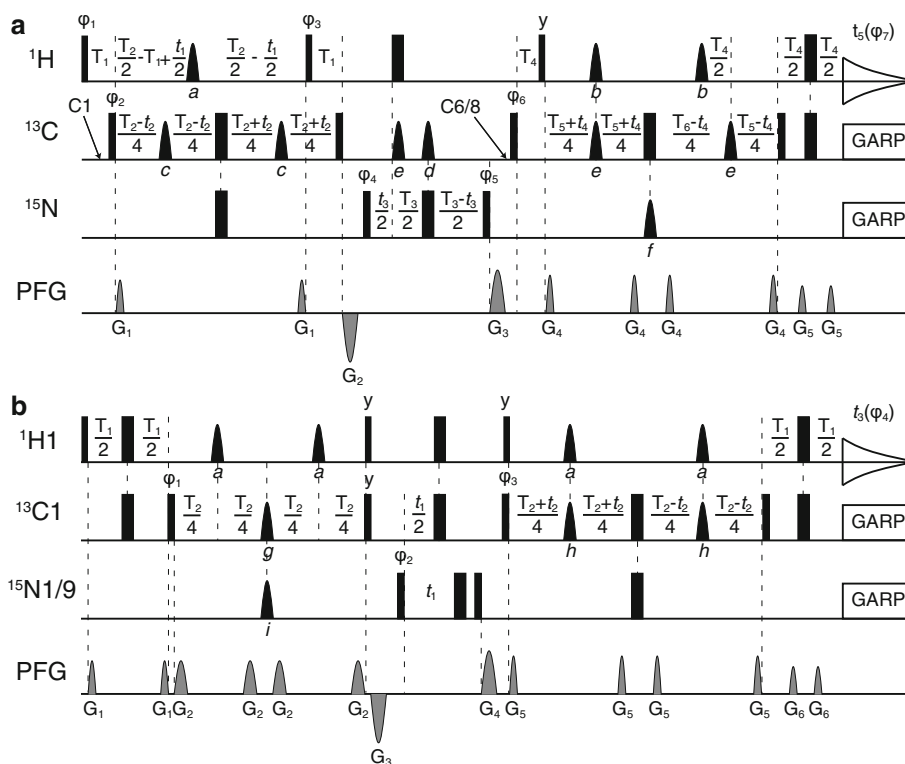 a
φ1 φ3 y t5(φ7)
1H T1 T2/2-T1+t1/2 T2/2 - t1/2 T1 T4 T4/2 T4/2 T4/2
a b b
C1 φ2 C6/8 φ6
13C T2-t2/4 T2-t2/4 T2+t2/4 T2+t2/4 T5+t4/4 T5+t4/4 T6-t4/4 T5-t4/4 GARP
c c e d e e
φ4 φ5
15N t3/2 T3/2 T3-t3/2 GARP
f
PFG
G1 G1 G3 G4 G4 G4 G4 G5 G5
G2
b
y y t3(φ4)
1H1 T1/2 T1/2 T1/2 T1/2
a a a a
φ1 y φ3
13C1 T2/4 T2/4 T2/4 T2/4 t1/2 T2+t2/4 T2+t2/4 T2-t2/4 T2-t2/4 GARP
g h h
φ2
15N1/9 t1 GARP
i
PFG
G1 G1 G2 G2 G2 G2 G4 G5 G5 G5 G5 G6 G6
G3